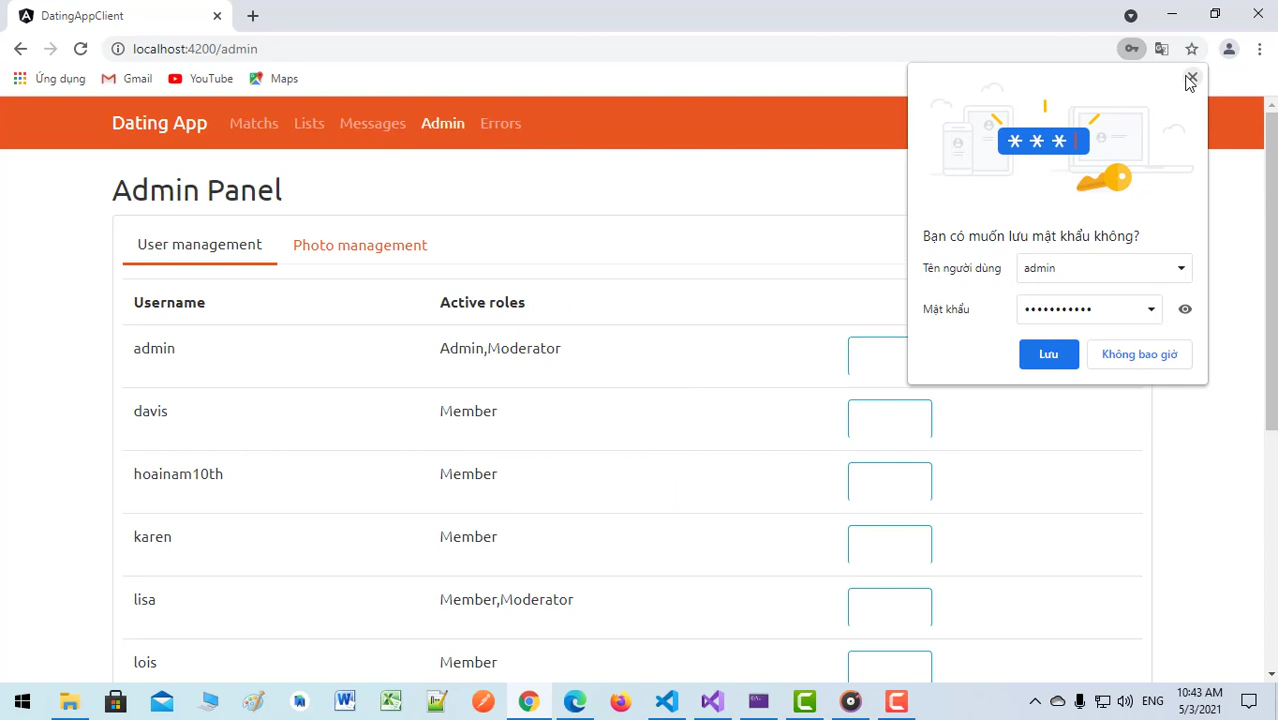 DatingAppClient
localhost:4200/admin
Ứng dụng Gmail YouTube Maps
Dating App Matchs Lists Messages Admin Errors
Admin Panel
User management Photo management
Username Active roles
admin Admin,Moderator
davis Member
hoainam10th Member
karen Member
lisa Member,Moderator
lois Member
* * *
Bạn có muốn lưu mật khẩu không?
Tên người dùng admin
Mật khẩu •••••••••••
Lưu Không bao giờ
ENG
10:43 AM
5/3/2021